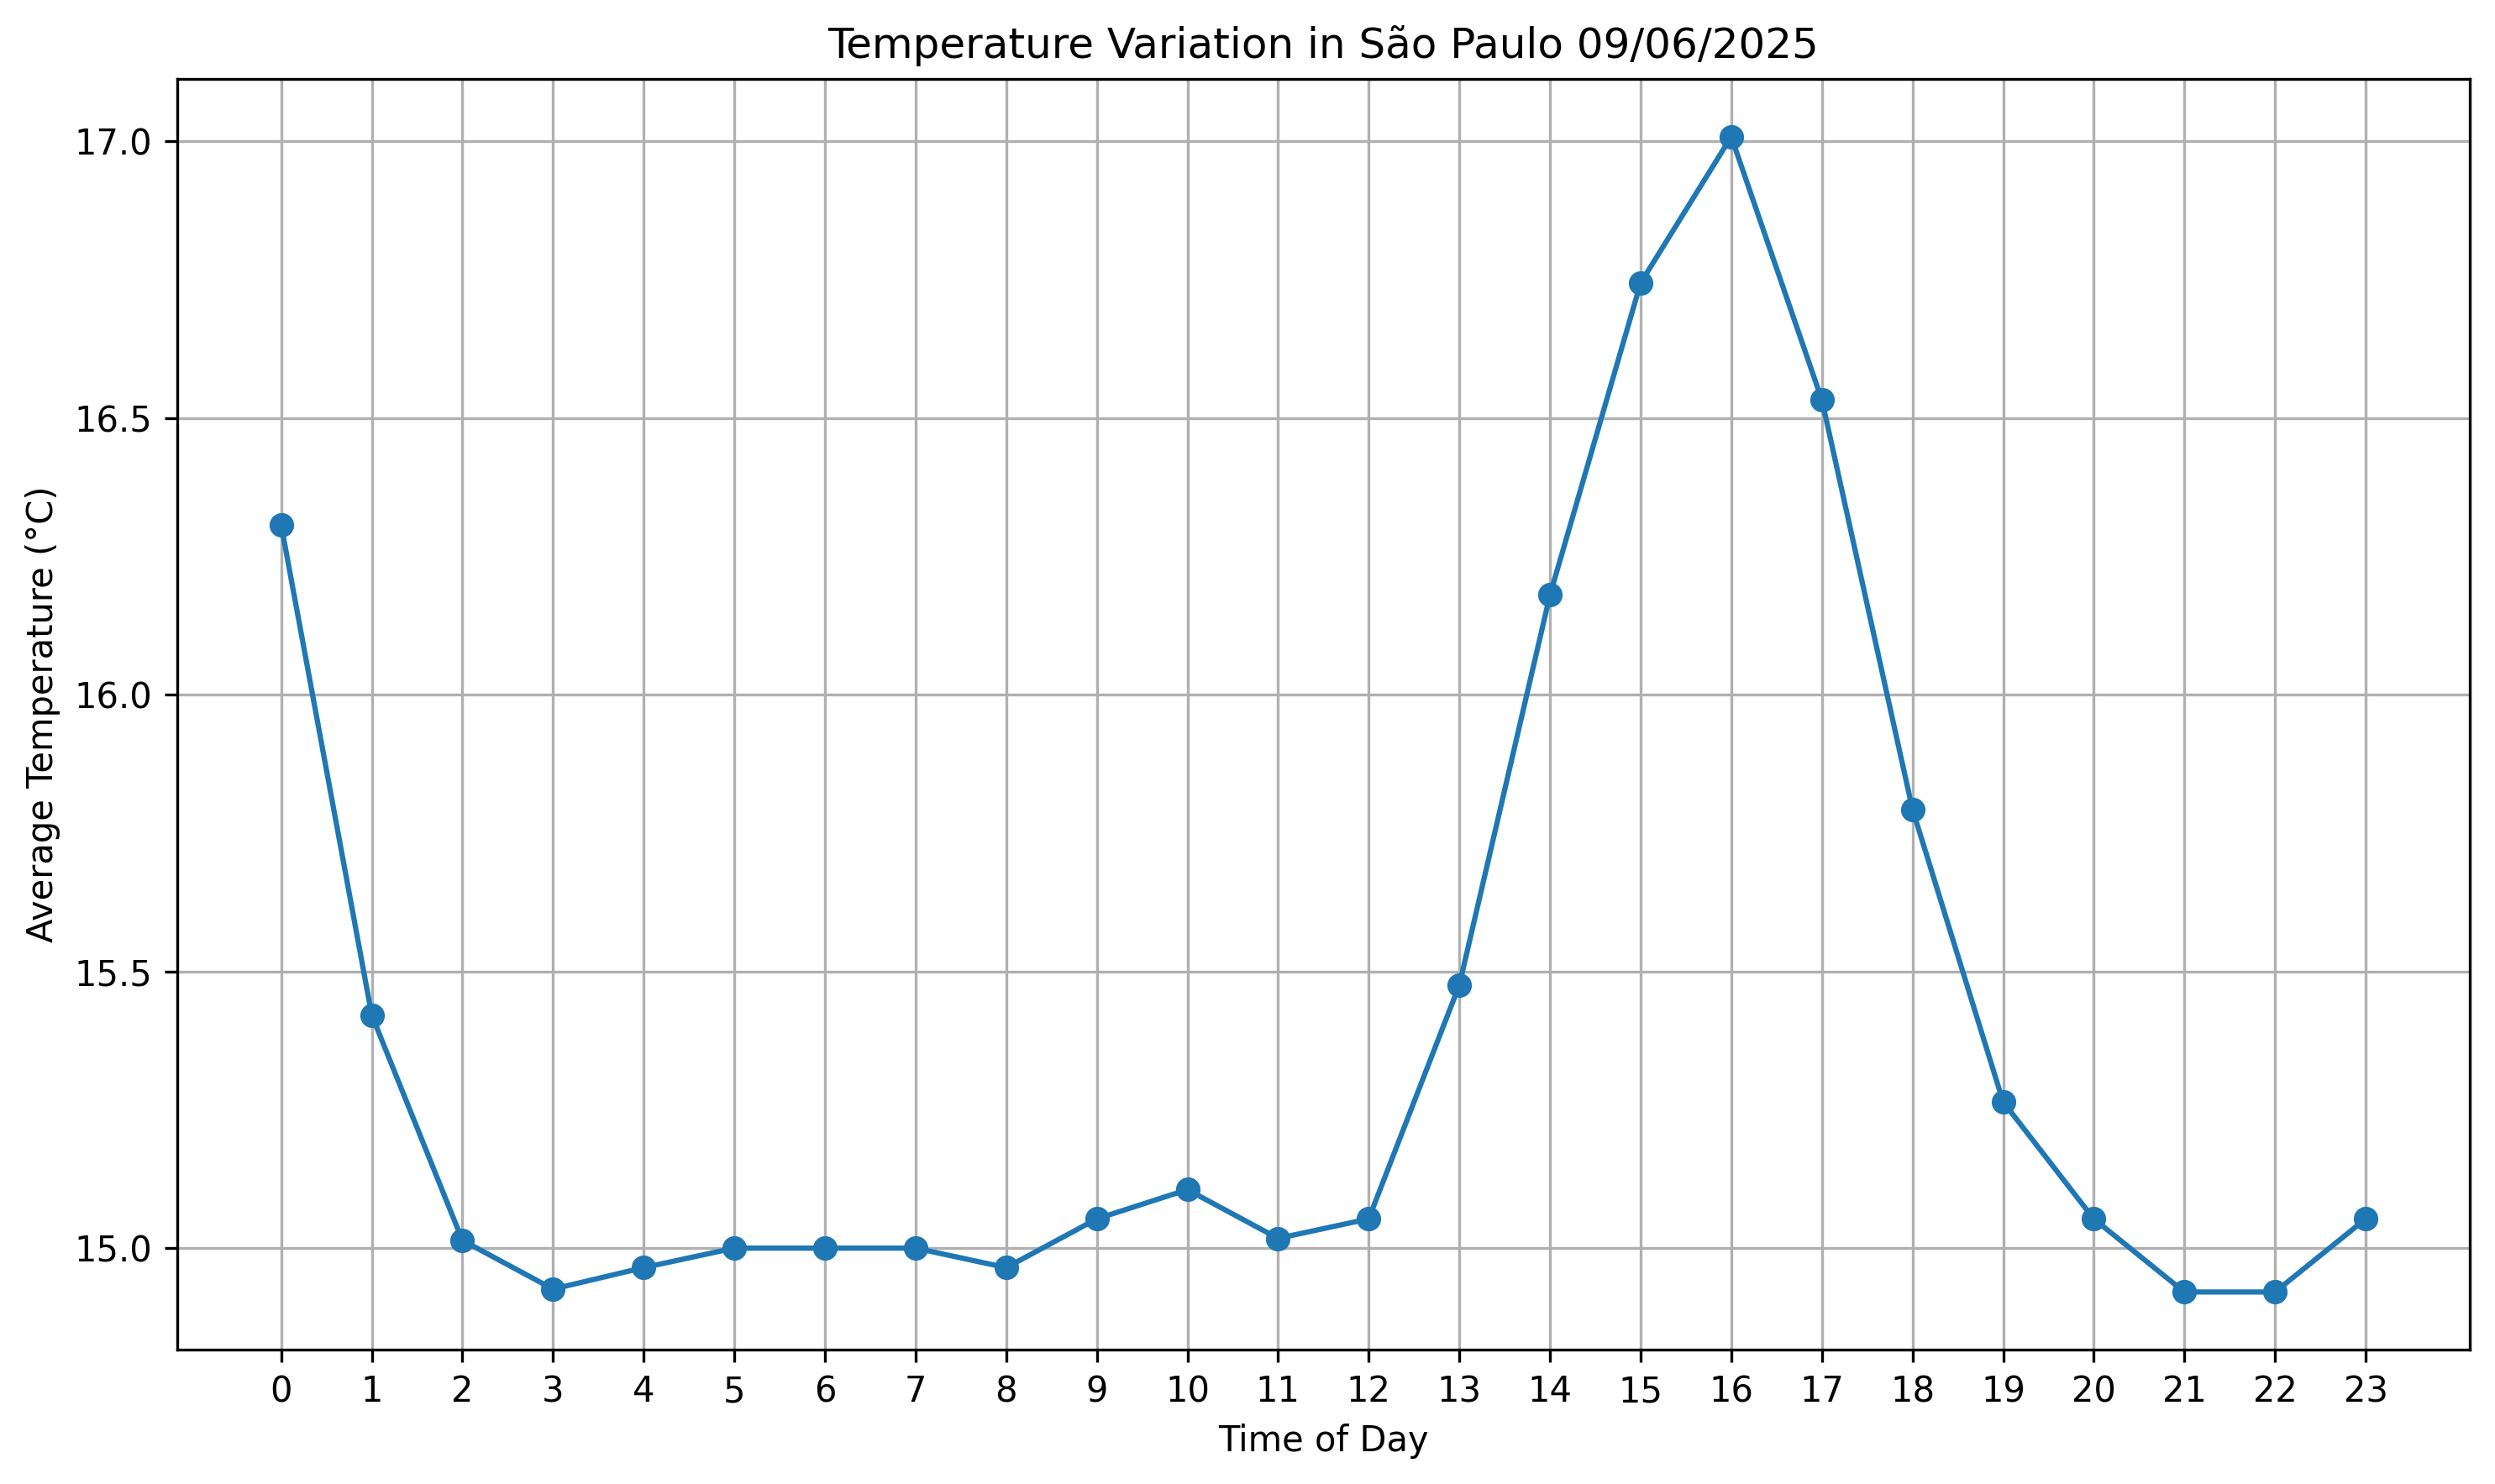 Temperature Variation in São Paulo 09/06/2025
Average Temperature (°C)
17.0
16.5
16.0
15.5
15.0
0 1 2 3 4 5 6 7 8 9 10 11 12 13 14 15 16 17 18 19 20 21 22 23
Time of Day